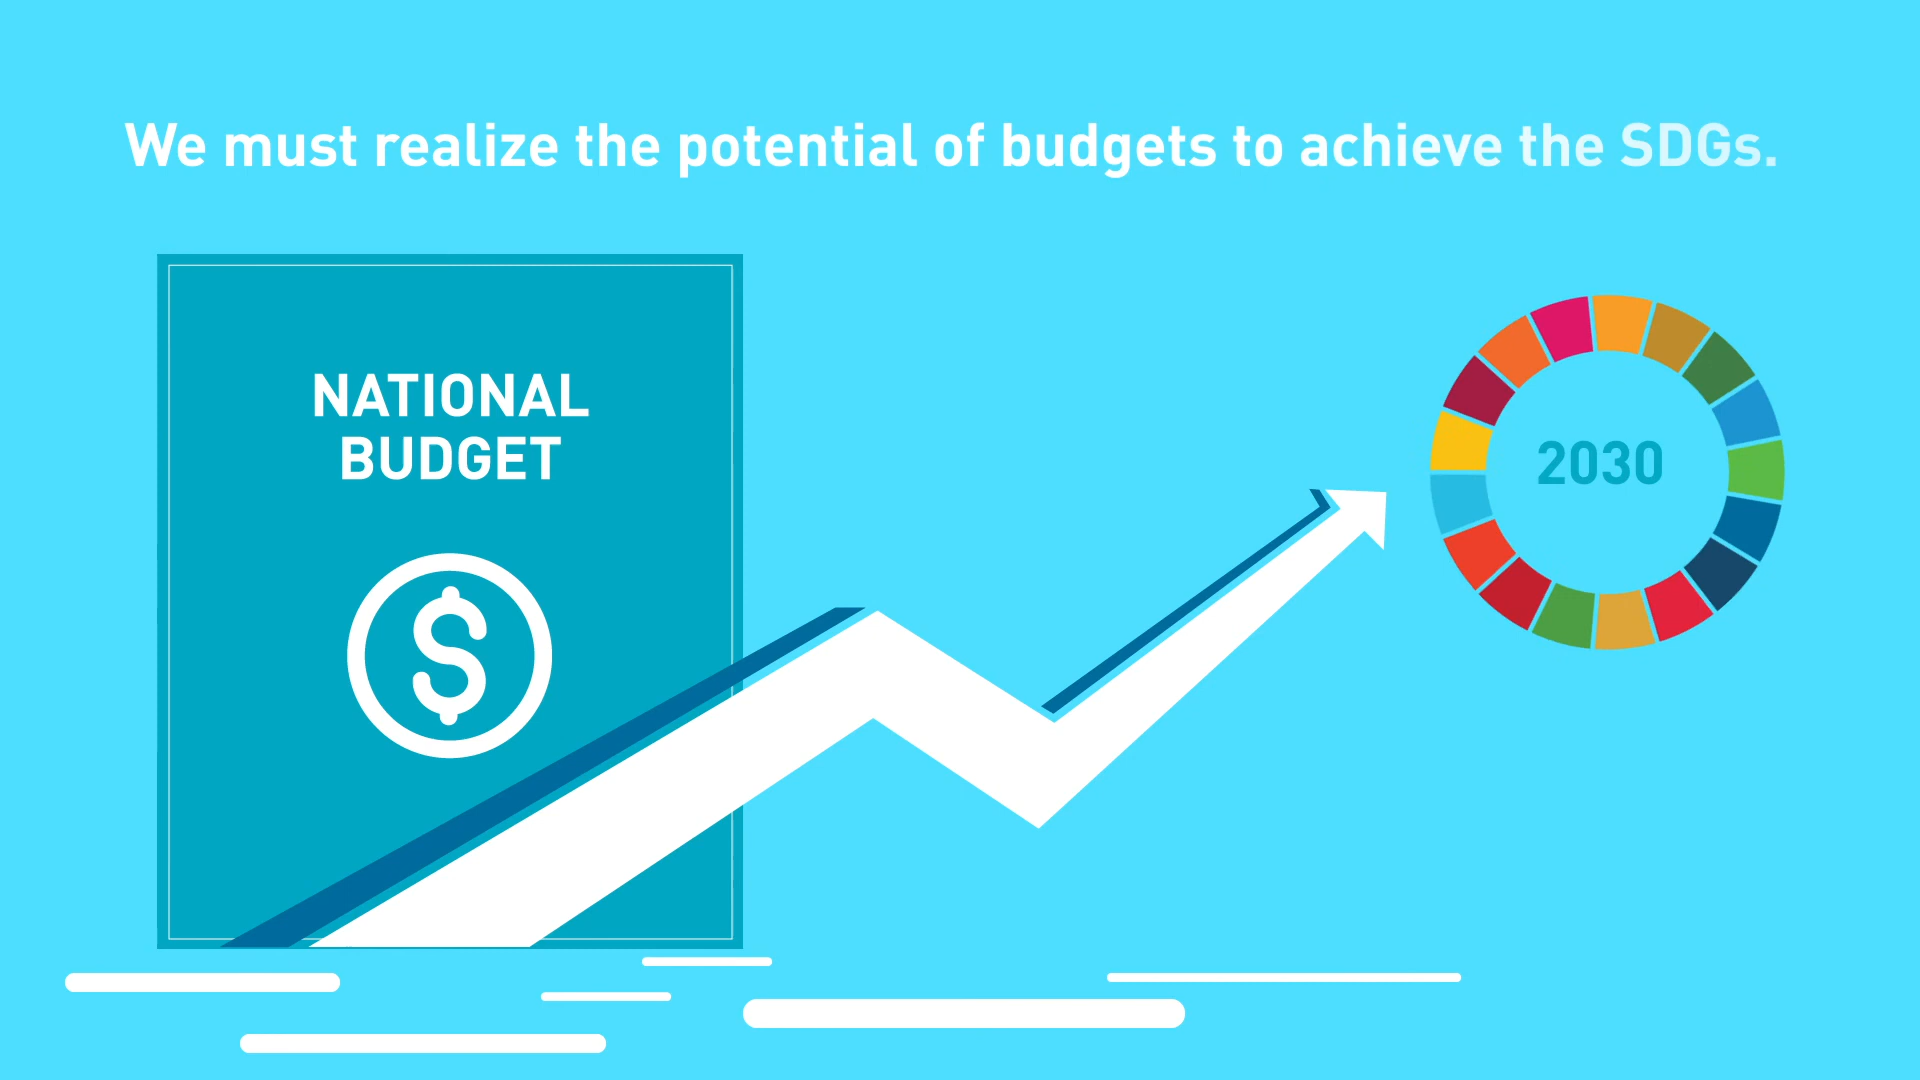 We must realize the potential of budgets to achieve the SDGs.
NATIONAL
BUDGET
$
2030